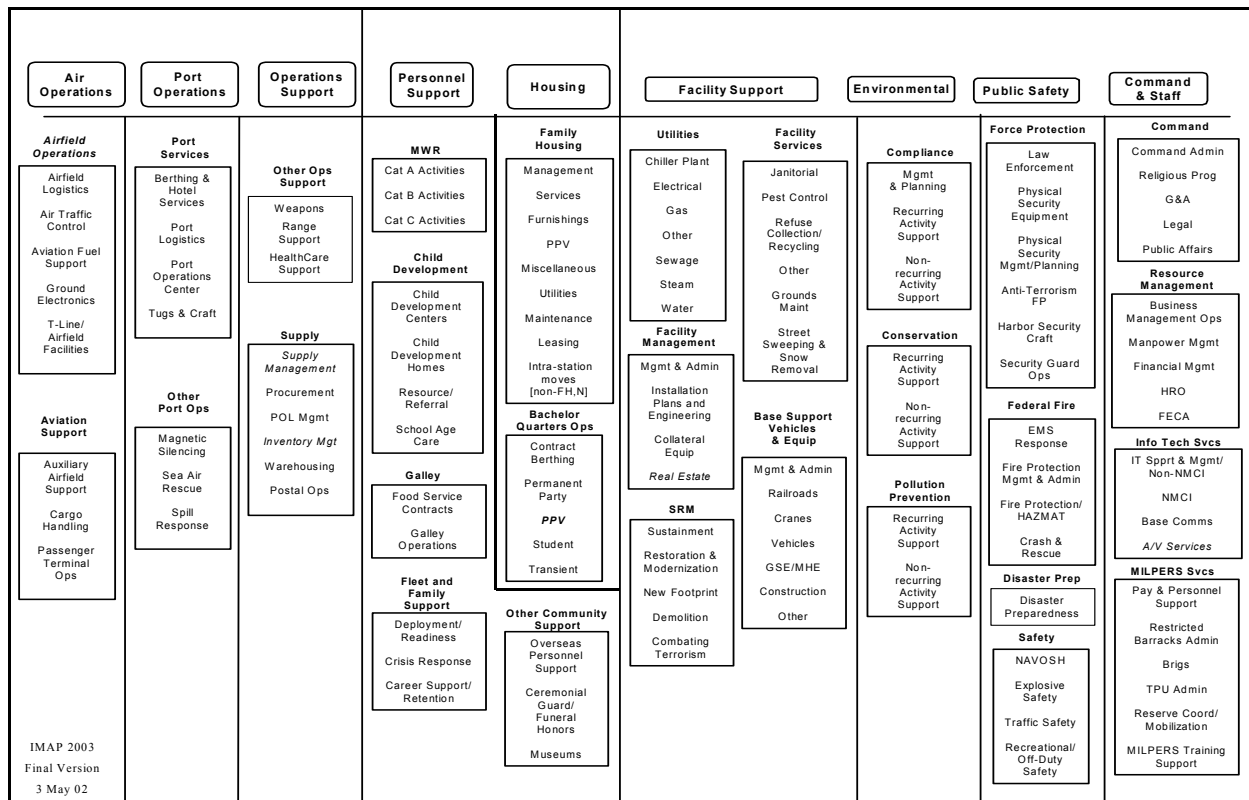 Air
Operations
Port
Operations
Operations
Support
Personnel
Support
Housing
Facility Support
Environmental
Public Safety
Command
& Staff
Airfield
Operations
Airfield
Logistics
Air Traffic
Control
Aviation Fuel
Support
Ground
Electronics
T-Line/
Airfield
Facilities
Aviation
Support
Auxiliary
Airfield
Support
Cargo
Handling
Passenger
Terminal
Ops
IMAP 2003
Final Version
3 May 02
Port
Services
Berthing &
Hotel
Services
Port
Logistics
Port
Operations
Center
Tugs & Craft
Other
Port Ops
Magnetic
Silencing
Sea Air
Rescue
Spill
Response
Other Ops
Support
Weapons
Range
Support
HealthCare
Support
Supply
Supply
Management
Procurement
POL Mgmt
Inventory Mgt
Warehousing
Postal Ops
MWR
Cat A Activities
Cat B Activities
Cat C Activities
Child
Development
Child
Development
Centers
Child
Development
Homes
Resource/
Referral
School Age
Care
Galley
Food Service
Contracts
Galley
Operations
Fleet and
Family
Support
Deployment/
Readiness
Crisis Response
Career Support/
Retention
Family
Housing
Management
Services
Furnishings
PPV
Miscellaneous
Utilities
Maintenance
Leasing
Intra-station
moves
[non-FH,N]
Bachelor
Quarters Ops
Contract
Berthing
Permanent
Party
PPV
Student
Transient
Other Community
Support
Overseas
Personnel
Support
Ceremonial
Guard/
Funeral
Honors
Museums
Utilities
Chiller Plant
Electrical
Gas
Other
Sewage
Steam
Water
Facility
Management
Mgmt & Admin
Installation
Plans and
Engineering
Collateral
Equip
Real Estate
SRM
Sustainment
Restoration &
Modernization
New Footprint
Demolition
Combating
Terrorism
Facility
Services
Janitorial
Pest Control
Refuse
Collection/
Recycling
Other
Grounds
Maint
Street
Sweeping &
Snow
Removal
Base Support
Vehicles
& Equip
Mgmt & Admin
Railroads
Cranes
Vehicles
GSE/MHE
Construction
Other
Compliance
Mgmt
& Planning
Recurring
Activity
Support
Non-
recurring
Activity
Support
Conservation
Recurring
Activity
Support
Non-
recurring
Activity
Support
Pollution
Prevention
Recurring
Activity
Support
Non-
recurring
Activity
Support
Force Protection
Law
Enforcement
Physical
Security
Equipment
Physical
Security
Mgmt/Planning
Anti-Terrorism
FP
Harbor Security
Craft
Security Guard
Ops
Federal Fire
EMS
Response
Fire Protection
Mgmt & Admin
Fire Protection/
HAZMAT
Crash &
Rescue
Disaster Prep
Disaster
Preparedness
Safety
NAVOSH
Explosive
Safety
Traffic Safety
Recreational/
Off-Duty
Safety
Command
Command Admin
Religious Prog
G&A
Legal
Public Affairs
Resource
Management
Business
Management Ops
Manpower Mgmt
Financial Mgmt
HRO
FECA
Info Tech Svcs
IT Spprt & Mgmt/
Non-NMCI
NMCI
Base Comms
A/V Services
MILPERS Svcs
Pay & Personnel
Support
Restricted
Barracks Admin
Brigs
TPU Admin
Reserve Coord/
Mobilization
MILPERS Training
Support